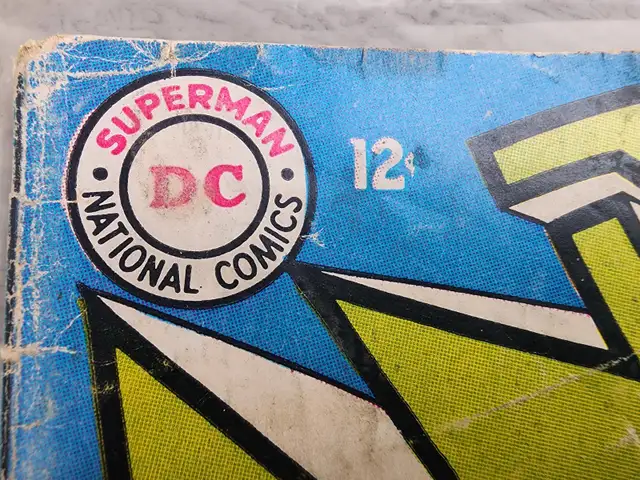 SUPERMAN
DC
NATIONAL COMICS
12¢